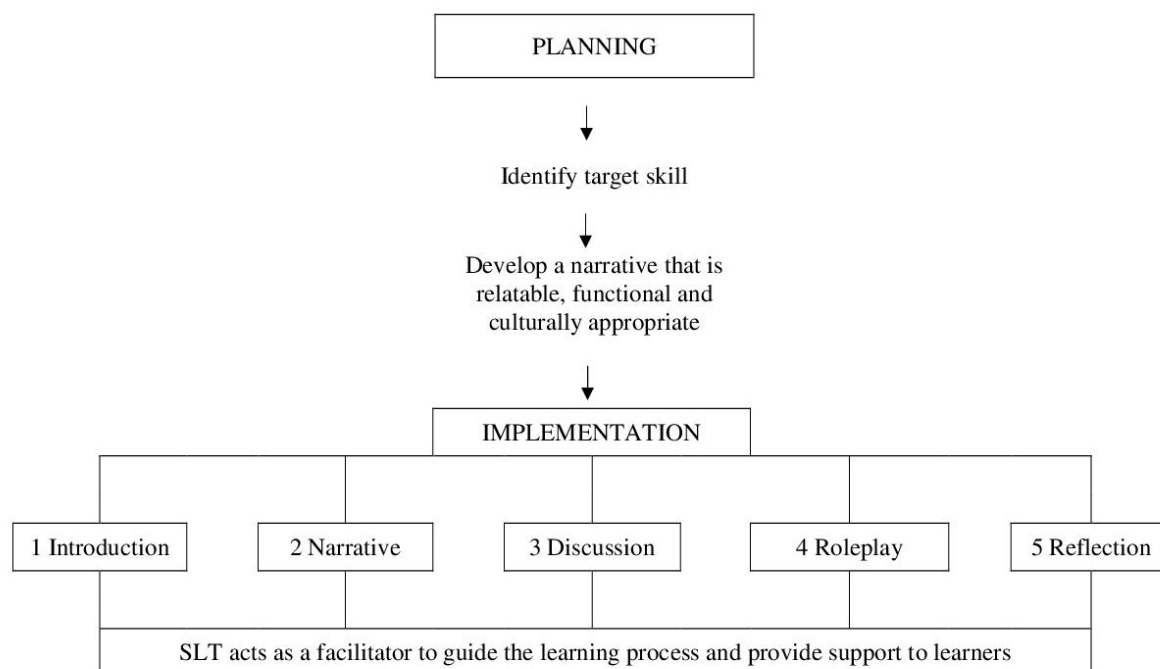 PLANNING
Identify target skill
Develop a narrative that is
relatable, functional and
culturally appropriate
IMPLEMENTATION
1 Introduction
2 Narrative
3 Discussion
4 Roleplay
5 Reflection
SLT acts as a facilitator to guide the learning process and provide support to learners